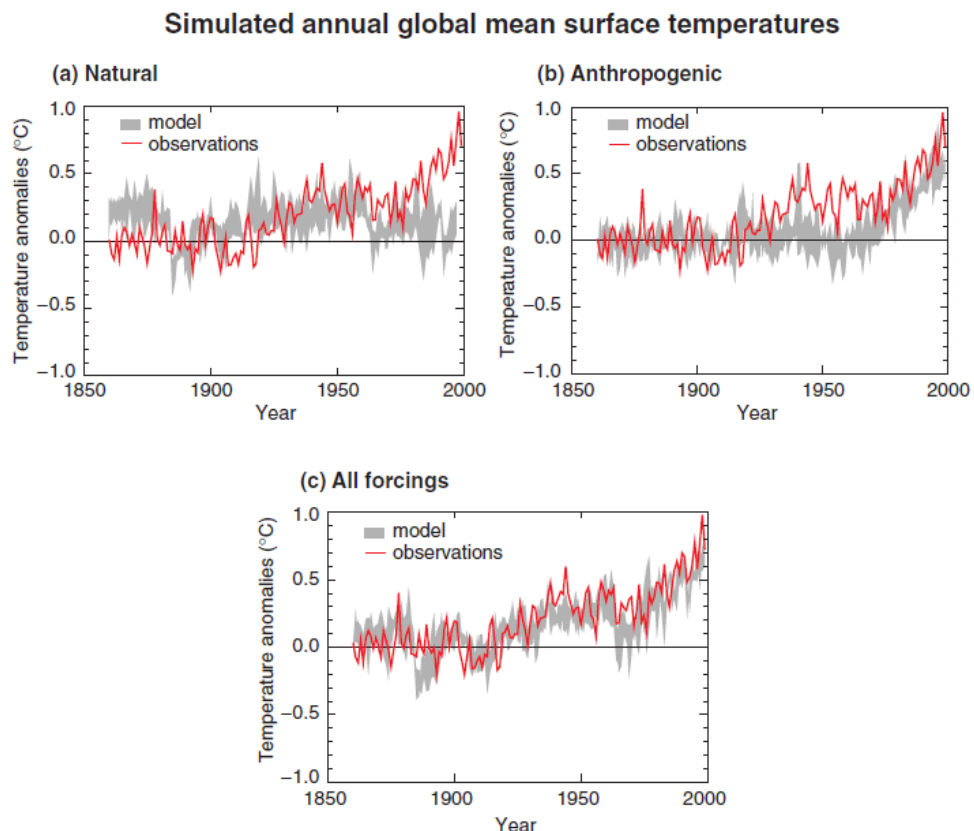 Simulated annual global mean surface temperatures
(a) Natural
1.0
0.5
0.0
−0.5
−1.0
Temperature anomalies (°C)
model
observations
1850 1900 1950 2000
Year
(b) Anthropogenic
1.0
0.5
0.0
−0.5
−1.0
Temperature anomalies (°C)
model
observations
1850 1900 1950 2000
Year
(c) All forcings
1.0
0.5
0.0
−0.5
−1.0
Temperature anomalies (°C)
model
observations
1850 1900 1950 2000
Year